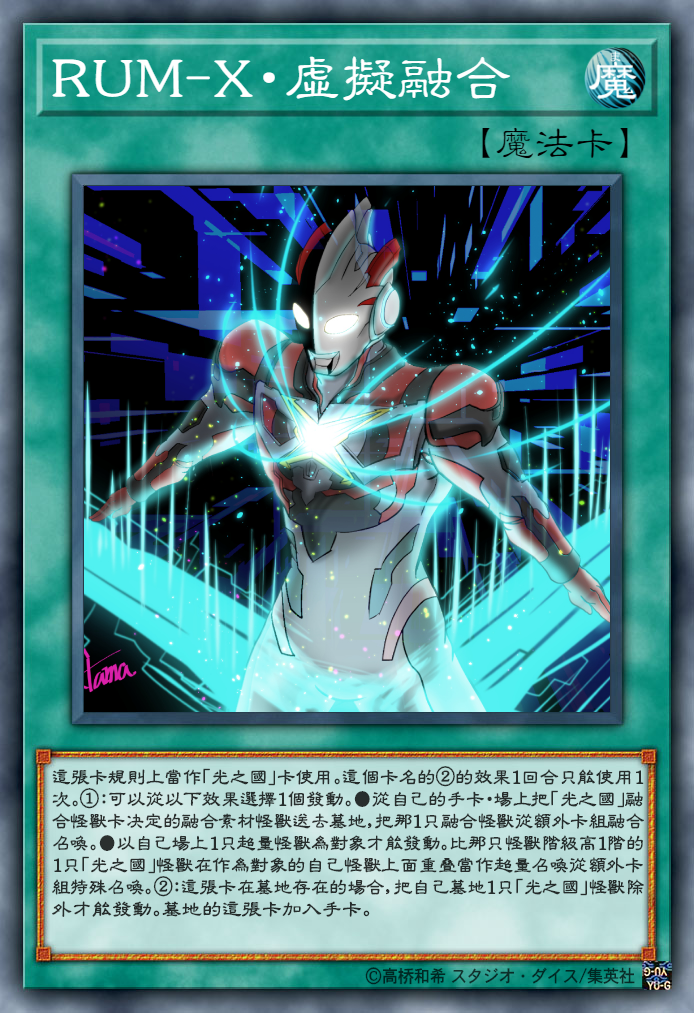 RUM-X・虛擬融合
魔
【魔法卡】
tama
這張卡規則上當作「光之國」卡使用。這個卡名的②的效果1回合只能使用1
次。①:可以從以下效果選擇1個發動。●從自己的手卡・場上把「光之國」融
合怪獸卡決定的融合素材怪獸送去墓地,把那1只融合怪獸從額外卡組融合
召喚。●以自己場上1只超量怪獸為對象才能發動。比那只怪獸階級高1階的
1只「光之國」怪獸在作為對象的自己怪獸上面重疊當作超量召喚從額外卡
組特殊召喚。②:這張卡在墓地存在的場合,把自己墓地1只「光之國」怪獸除
外才能發動。墓地的這張卡加入手卡。
©高桥和希 スタジオ・ダイス/集英社